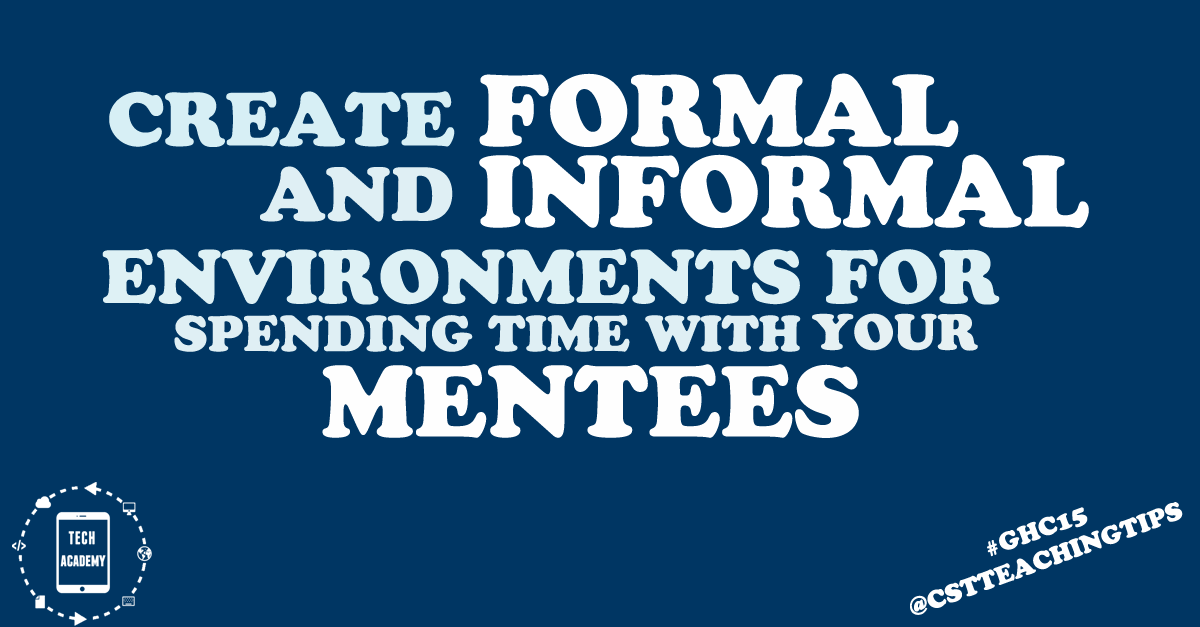 CREATE FORMAL
AND INFORMAL
ENVIRONMENTS FOR
SPENDING TIME WITH YOUR
MENTEES
TECH
ACADEMY
</>
#GHC15
@CSTTEACHINGTIPS